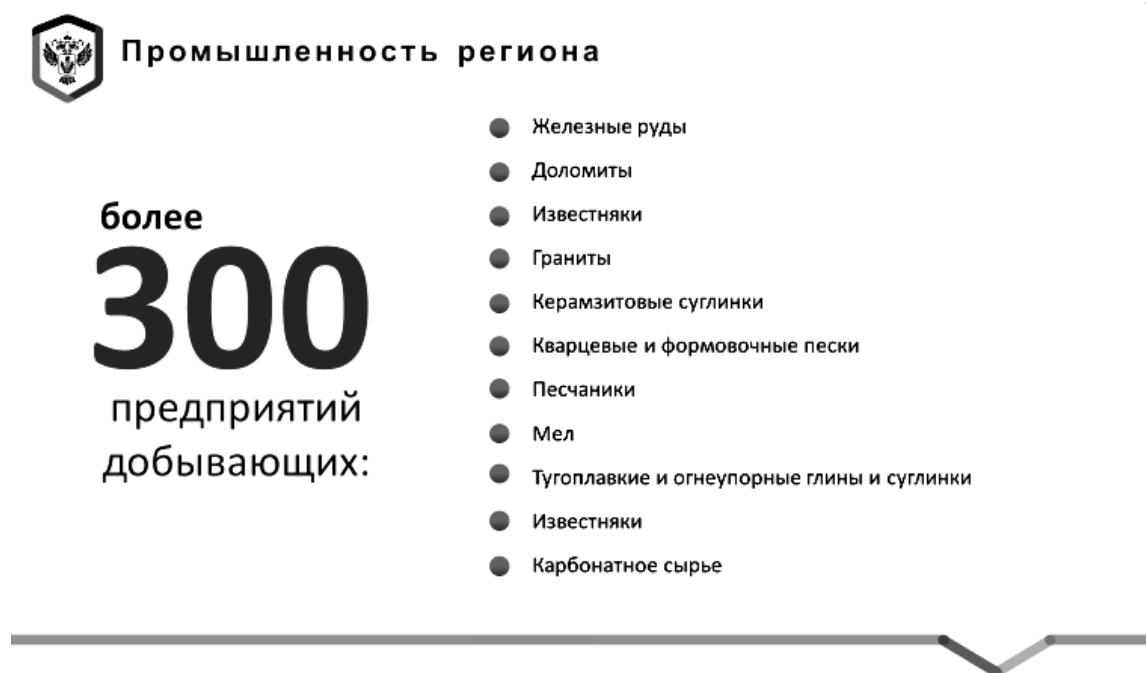 Промышленность региона
более
300
предприятий
добывающих:
Железные руды
Доломиты
Известняки
Граниты
Керамзитовые суглинки
Кварцевые и формовочные пески
Песчаники
Мел
Тугоплавкие и огнеупорные глины и суглинки
Известняки
Карбонатное сырье